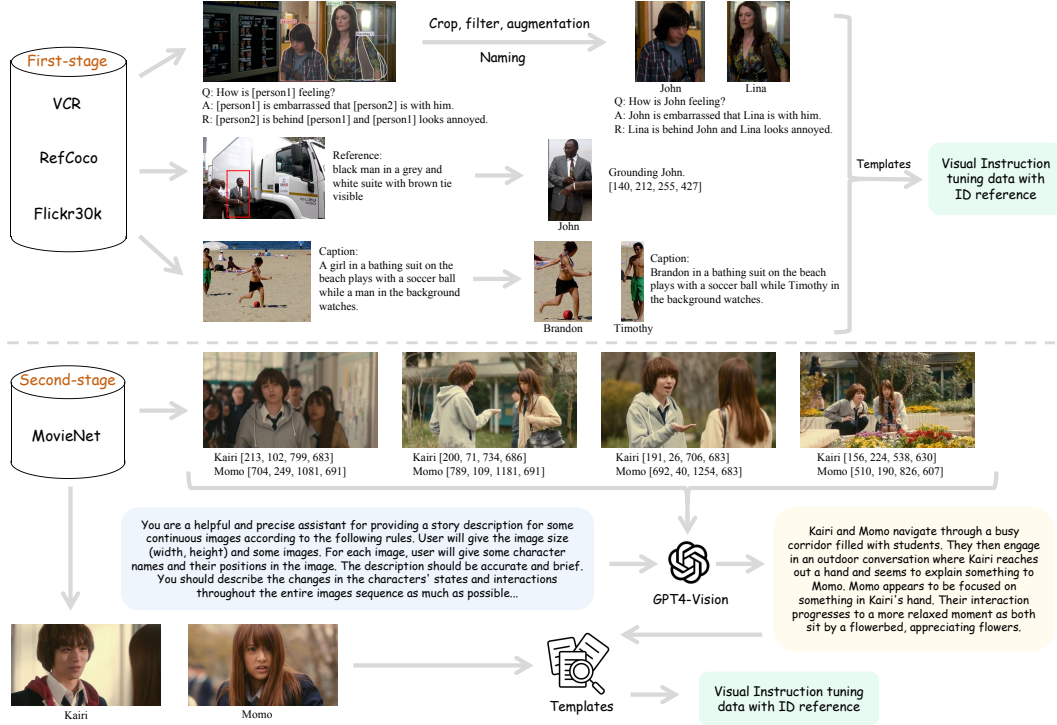 First-stage
VCR
RefCoco
Flickr30k
Crop, filter, augmentation
Naming
Q: How is [person1] feeling?
A: [person1] is embarrassed that [person2] is with him.
R: [person2] is behind [person1] and [person1] looks annoyed.
John
Lina
Q: How is John feeling?
A: John is embarrassed that Lina is with him.
R: Lina is behind John and Lina looks annoyed.
Reference:
black man in a grey and
white suite with brown tie
visible
John
Grounding John.
[140, 212, 255, 427]
Caption:
A girl in a bathing suit on the
beach plays with a soccer ball
while a man in the background
watches.
Brandon
Timothy
Caption:
Brandon in a bathing suit on the beach
plays with a soccer ball while Timothy in
the background watches.
Templates
Visual Instruction
tuning data with
ID reference
Second-stage
MovieNet
Kairi [213, 102, 799, 683]
Momo [704, 249, 1081, 691]
Kairi [200, 71, 734, 686]
Momo [789, 109, 1181, 691]
Kairi [191, 26, 706, 683]
Momo [692, 40, 1254, 683]
Kairi [156, 224, 538, 630]
Momo [510, 190, 826, 607]
You are a helpful and precise assistant for providing a story description for some
continuous images according to the following rules. User will give the image size
(width, height) and some images. For each image, user will give some character
names and their positions in the image. The description should be accurate and brief.
You should describe the changes in the characters' states and interactions
throughout the entire images sequence as much as possible...
GPT4-Vision
Kairi and Momo navigate through a busy
corridor filled with students. They then engage
in an outdoor conversation where Kairi reaches
out a hand and seems to explain something to
Momo. Momo appears to be focused on
something in Kairi's hand. Their interaction
progresses to a more relaxed moment as both
sit by a flowerbed, appreciating flowers.
Kairi
Momo
Templates
Visual Instruction tuning
data with ID reference